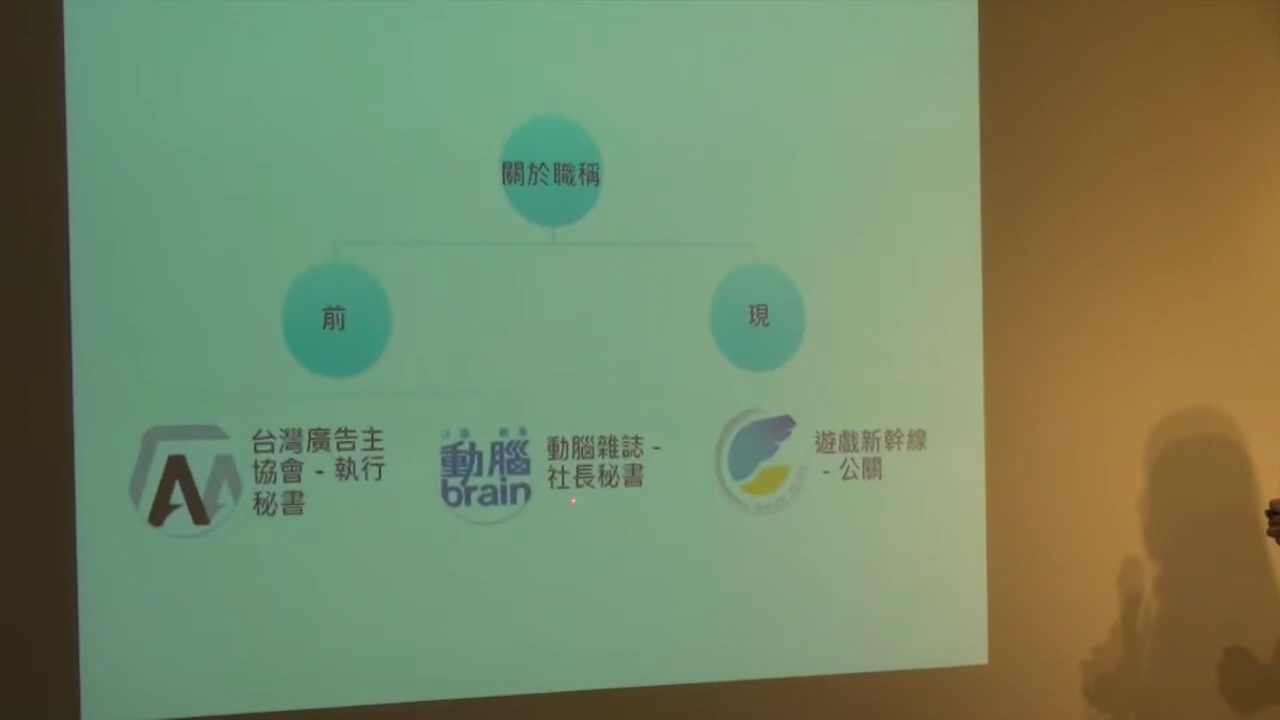 關於職稱
前
現
台灣廣告主
協會 - 執行
秘書
動腦
brain
動腦雜誌 -
社長秘書
遊戲新幹線
- 公關